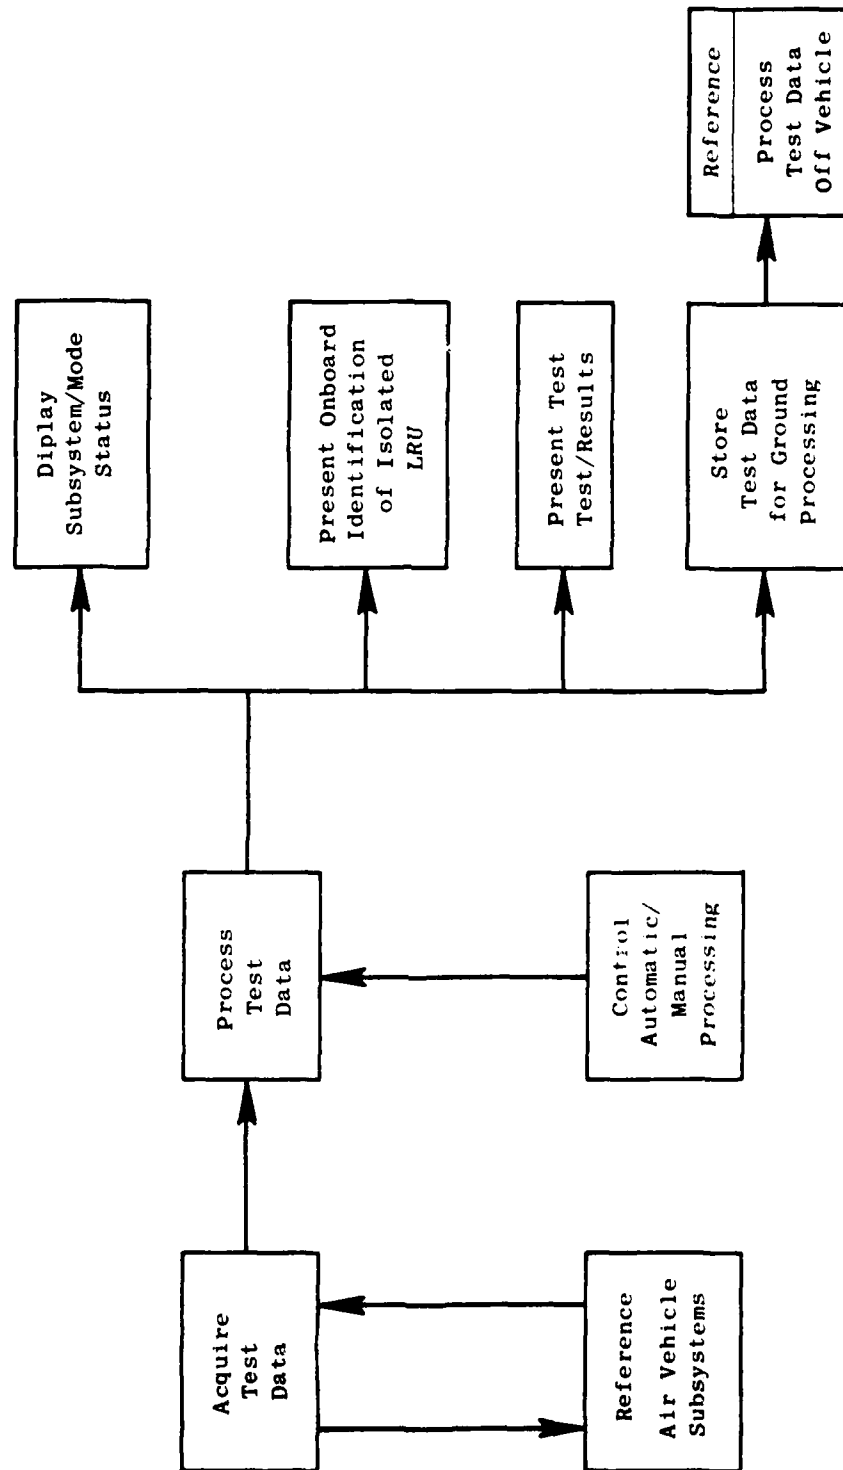 Acquire
Test
Data
Reference
Air Vehicle
Subsystems
Process
Test
Data
Control
Automatic/
Manual
Processing
Diplay
Subsystem/Mode
Status
Present Onboard
Identification
of Isolated
LRU
Present Test
Test/Results
Store
Test Data
for Ground
Processing
Reference
Process
Test Data
Off Vehicle